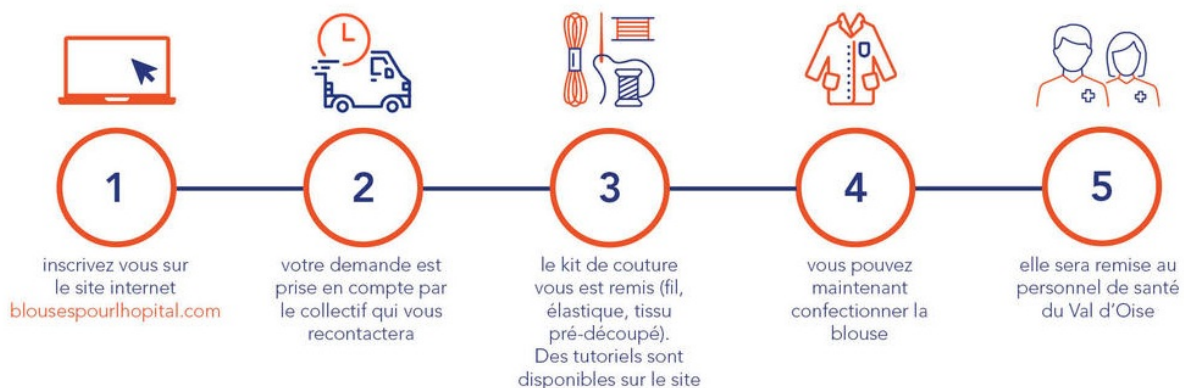 1
inscrivez vous sur
le site internet
blousespourlhopital.com
2
votre demande est
prise en compte par
le collectif qui vous
recontactera
3
le kit de couture
vous est remis (fil,
élastique, tissu
pré-découpé).
Des tutoriels sont
disponibles sur le site
4
vous pouvez
maintenant
confectionner la
blouse
5
elle sera remise au
personnel de santé
du Val d'Oise